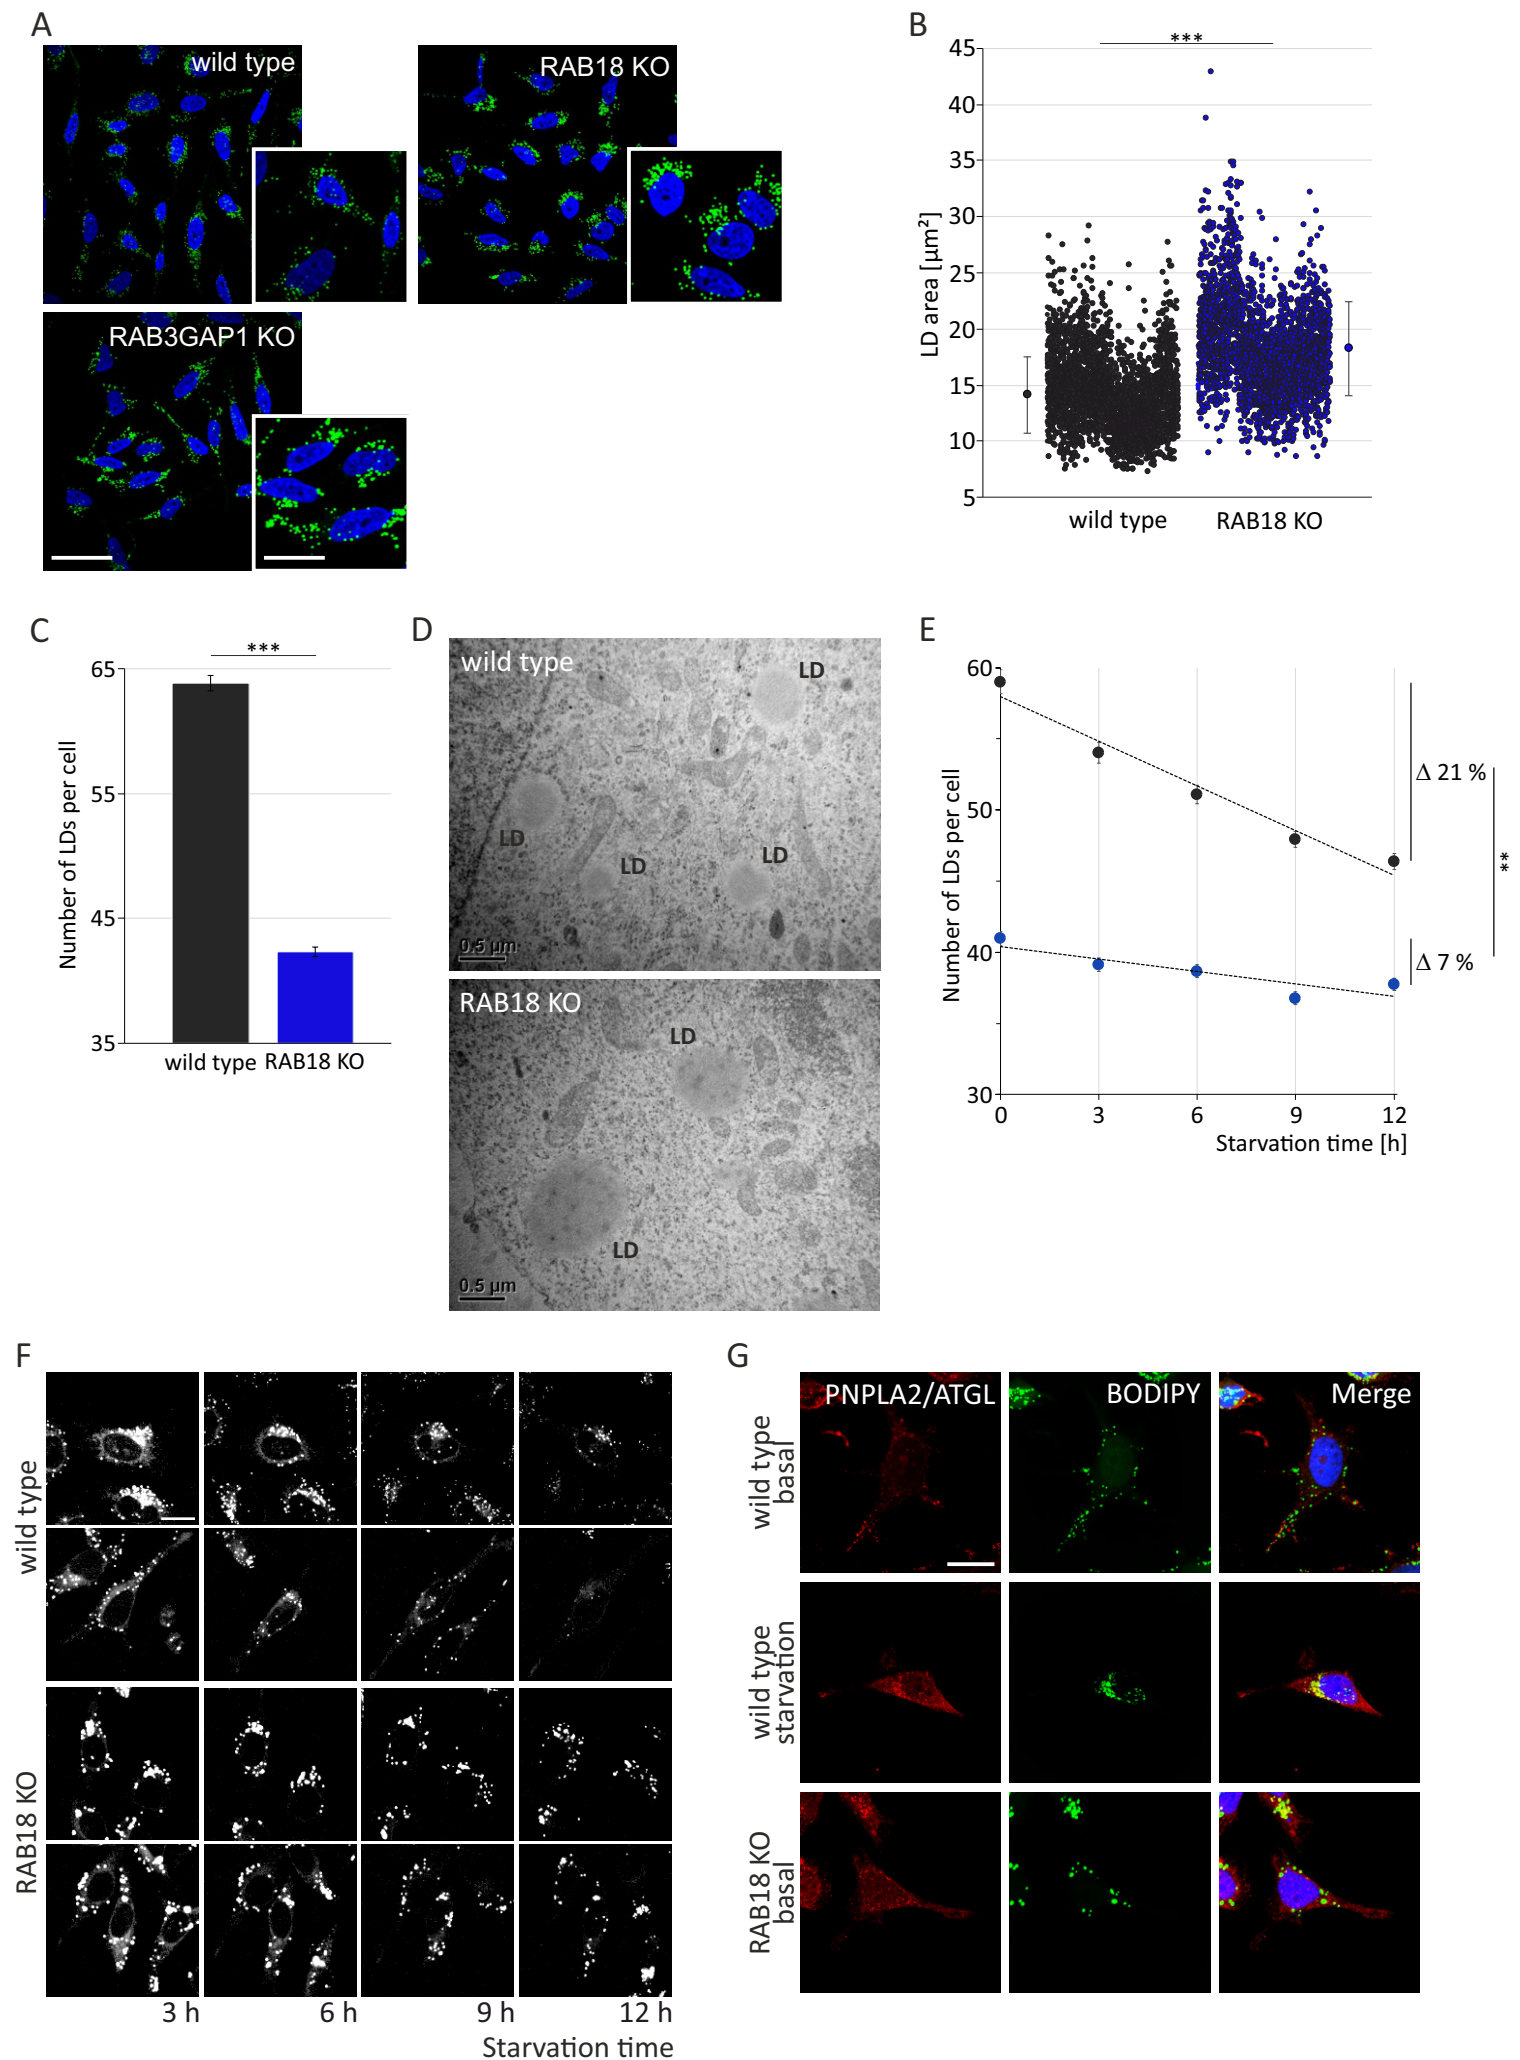 A
wild type
RAB18 KO
RAB3GAP1 KO
B
***
45
40
35
30
25
20
15
10
5
LD area [µm²]
wild type
RAB18 KO
C
***
65
55
45
35
Number of LDs per cell
wild type
RAB18 KO
D
wild type
LD
LD
LD
LD
0.5 µm
RAB18 KO
LD
LD
0.5 µm
E
60
50
40
30
Number of LDs per cell
Δ 21 %
**
Δ 7 %
0
3
6
9
12
Starvation time [h]
F
wild type
RAB18 KO
3 h
6 h
9 h
12 h
Starvation time
G
PNPLA2/ATGL
BODIPY
Merge
wild type
basal
wild type
starvation
RAB18 KO
basal